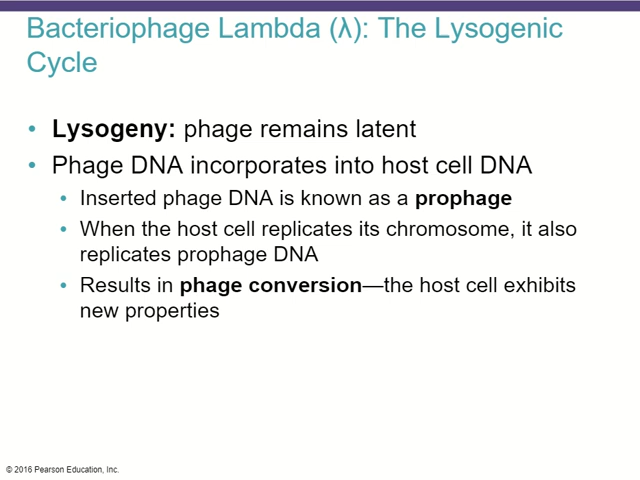 Bacteriophage Lambda (λ): The Lysogenic
Cycle
• Lysogeny: phage remains latent
• Phage DNA incorporates into host cell DNA
• Inserted phage DNA is known as a prophage
• When the host cell replicates its chromosome, it also
replicates prophage DNA
• Results in phage conversion—the host cell exhibits
new properties
© 2016 Pearson Education, Inc.